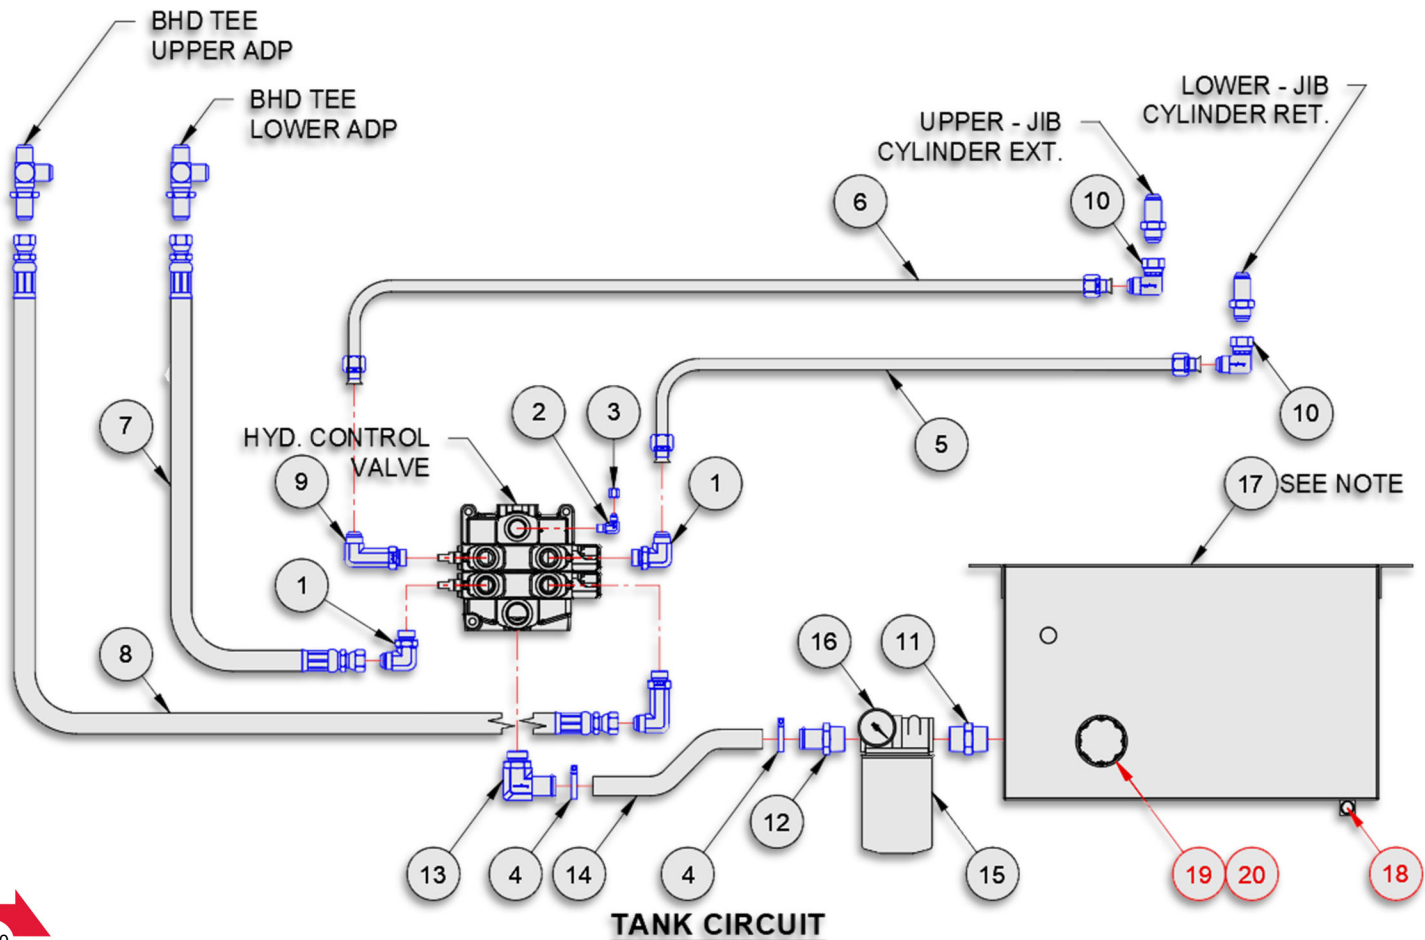 BHD TEE
UPPER ADP
BHD TEE
LOWER ADP
LOWER - JIB
CYLINDER RET.
UPPER - JIB
CYLINDER EXT.
6
10
7
2
3
10
HYD. CONTROL
VALVE
5
9
1
17 SEE NOTE
1
8
16
11
12
13
4
14
4
15
19
20
18
TANK CIRCUIT